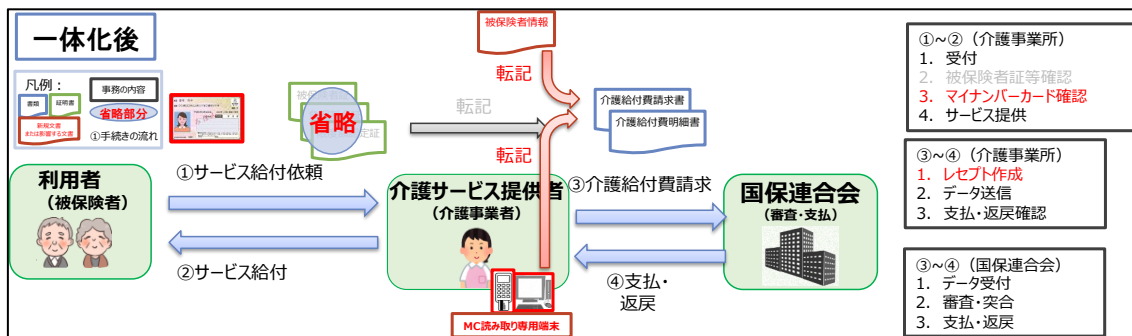 一体化後
被保険者情報
転記
凡例：
書類
証明書
事務の内容
省略部分
新規文書
または影響する文書
①手続きの流れ
省略
定証
転記
介護給付費請求書
介護給付費明細書
転記
利用者
（被保険者）
①サービス給付依頼
②サービス給付
介護サービス提供者
（介護事業者）
MC読み取り専用端末
③介護給付費請求
④支払・
返戻
国保連合会
（審査・支払）
①～②（介護事業所）
1. 受付
2. 被保険者証等確認
3. マイナンバーカード確認
4. サービス提供
③～④（介護事業所）
1. レセプト作成
2. データ送信
3. 支払・返戻確認
③～④（国保連合会）
1. データ受付
2. 審査・突合
3. 支払・返戻